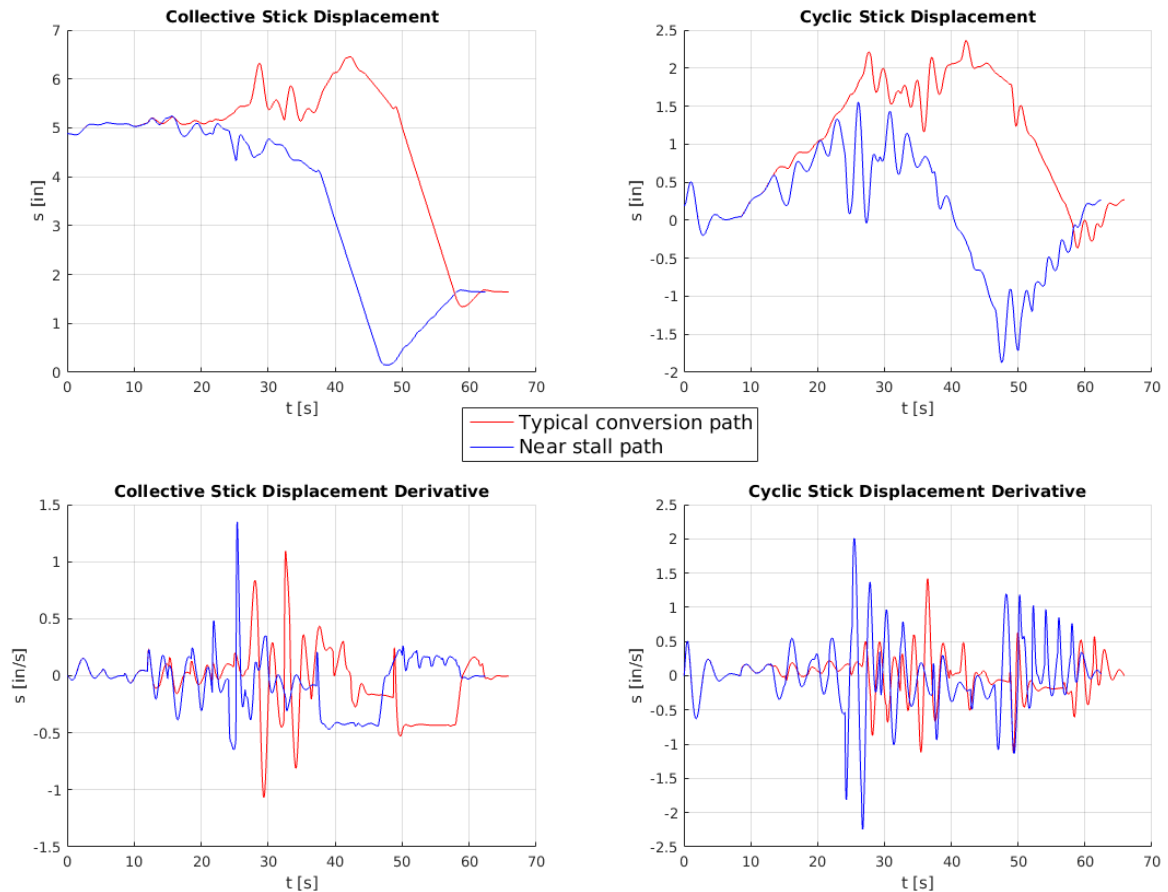 Collective Stick Displacement
7
6
5
4
3
2
1
0
s [in]
0 10 20 30 40 50 60 70
t [s]
Cyclic Stick Displacement
2.5
2
1.5
1
0.5
0
-0.5
-1
-1.5
-2
s [in]
0 10 20 30 40 50 60 70
t [s]
Typical conversion path
Near stall path
Collective Stick Displacement Derivative
1.5
1
0.5
0
-0.5
-1
-1.5
s [in/s]
0 10 20 30 40 50 60 70
t [s]
Cyclic Stick Displacement Derivative
2.5
2
1.5
1
0.5
0
-0.5
-1
-1.5
-2
-2.5
s [in/s]
0 10 20 30 40 50 60 70
t [s]